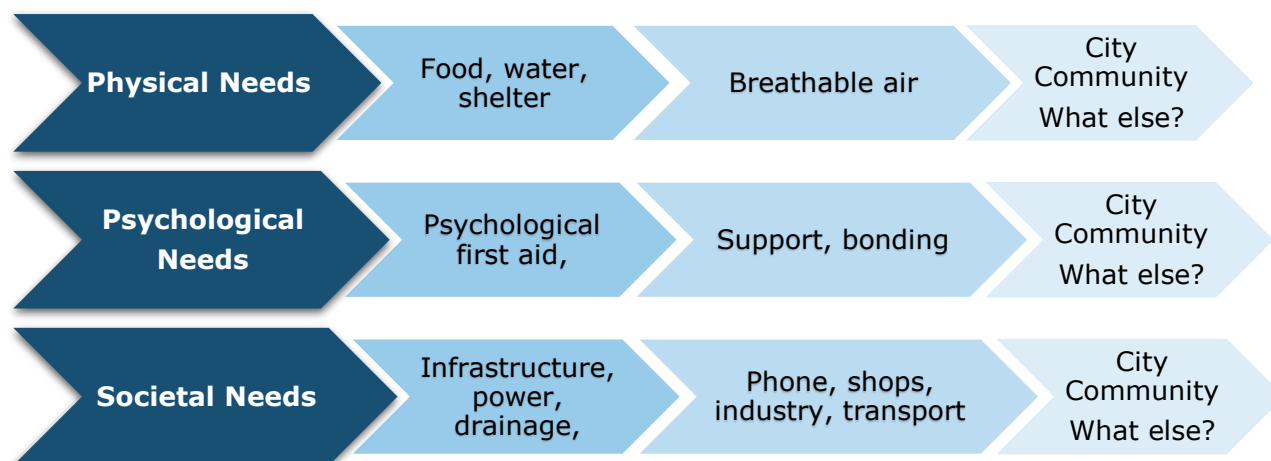 Physical Needs
Food, water,
shelter
Breathable air
City
Community
What else?
Psychological
Needs
Psychological
first aid,
Support, bonding
City
Community
What else?
Societal Needs
Infrastructure,
power,
drainage,
Phone, shops,
industry, transport
City
Community
What else?